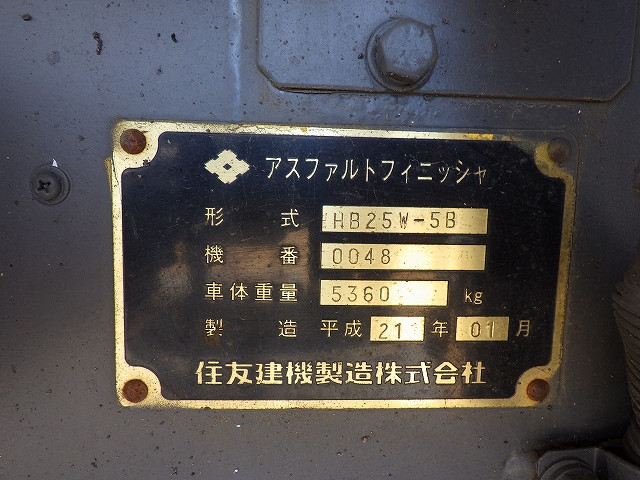 アスファルトフィニッシャ
形式 HB25W-5B
機番 0048
車体重量 5360 kg
製造 平成 21 年 01 月
住友建機製造株式会社